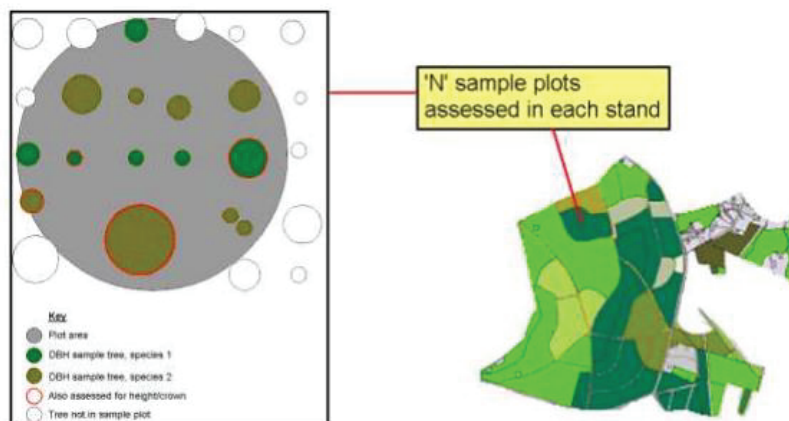 'N' sample plots
assessed in each stand
Key
Plot area
DBH sample tree, species 1
DBH sample tree, species 2
Also assessed for height/crown
Tree not in sample plot